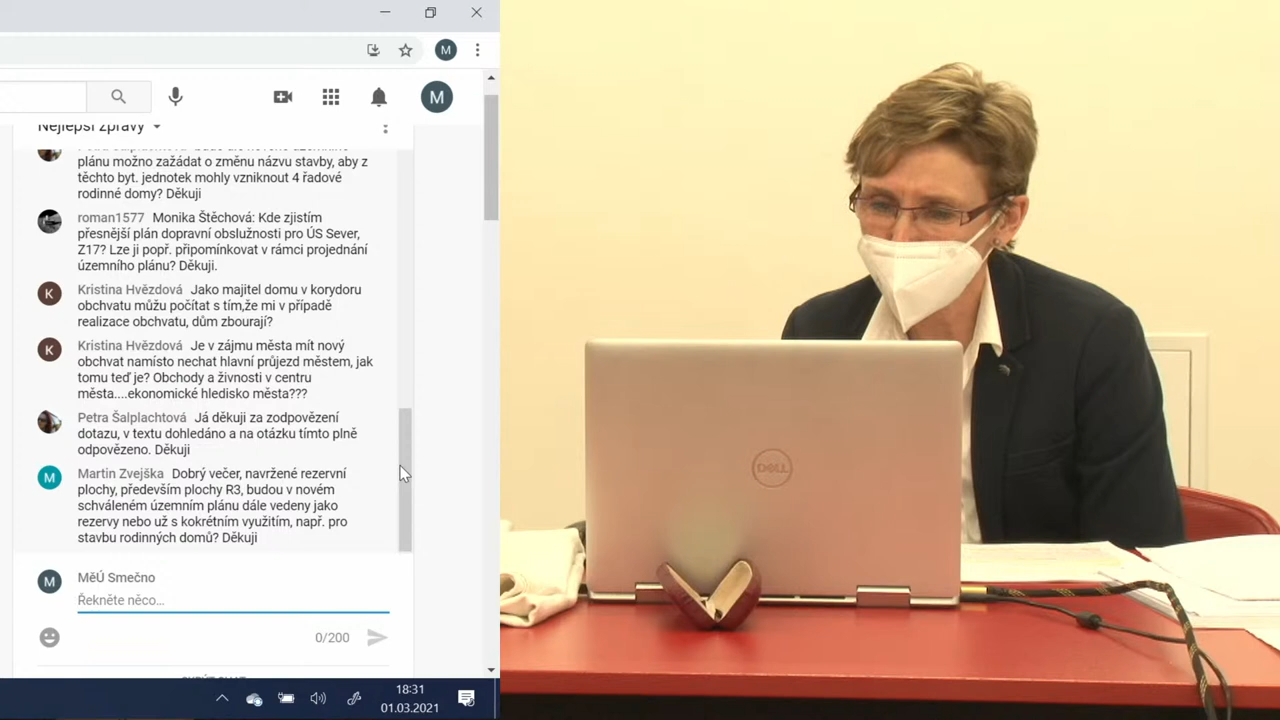 M
M
Nejlepší zprávy
plánu možno zažádat o změnu názvu stavby, aby z
těchto byt. jednotek mohly vzniknout 4 řadové
rodinné domy? Děkuji
roman1577 Monika Štěchová: Kde zjistím
přesnější plán dopravní obslužnosti pro ÚS Sever,
Z17? Lze ji popř. připomínkovat v rámci projednání
územního plánu? Děkuji.
K Kristina Hvězdová Jako majitel domu v korydoru
obchvatu můžu počítat s tím,že mi v případě
realizace obchvatu, dům zbourají?
K Kristina Hvězdová Je v zájmu města mít nový
obchvat namísto nechat hlavní průjezd městem, jak
tomu teď je? Obchody a živnosti v centru
města....ekonomické hledisko města???
Petra Šalplachtová Já děkuji za zodpovězení
dotazu, v textu dohledáno a na otázku tímto plně
odpovězeno. Děkuji
M Martin Zvejška Dobrý večer, navržené rezervní
plochy, především plochy R3, budou v novém
schváleném územním plánu dále vedeny jako
rezervy nebo už s kokrétním využitím, např. pro
stavbu rodinných domů? Děkuji
M MěÚ Smečno
Řekněte něco...
0/200
18:31
01.03.2021
DELL